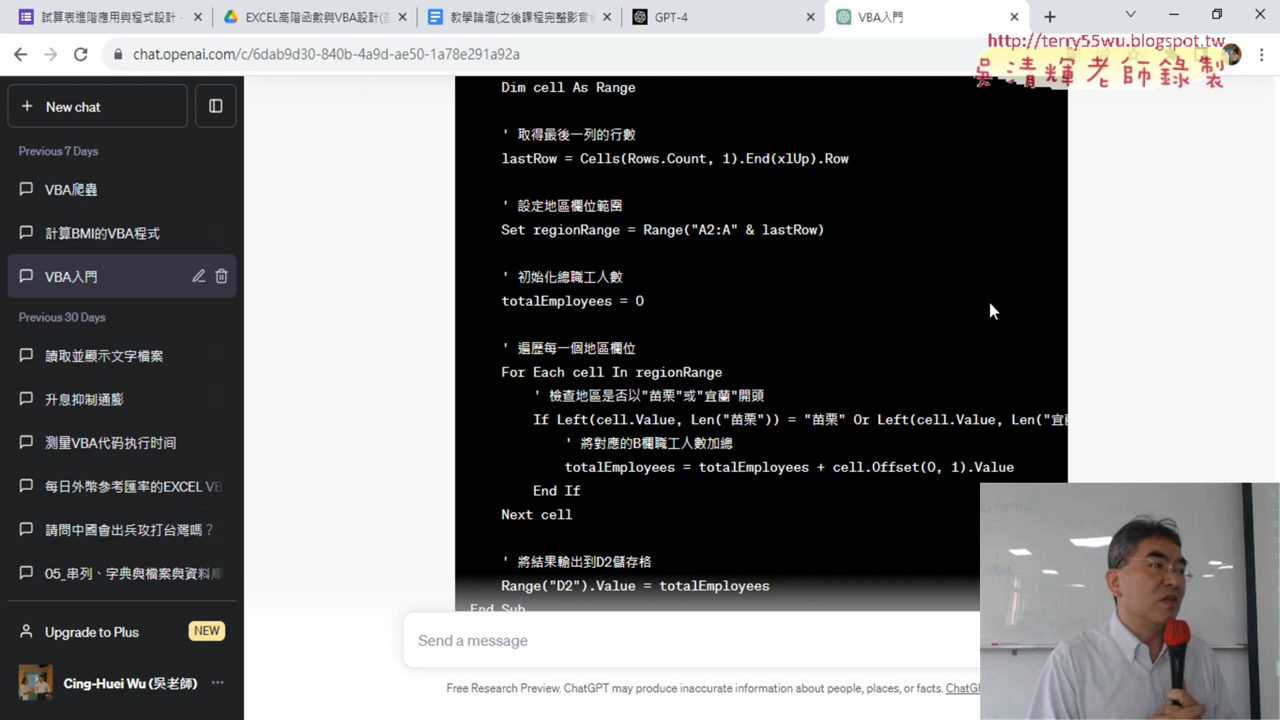 試算表進階應用與程式設計 -
EXCEL高階函數與VBA設計(
教學論壇(之後課程完整影音
GPT-4
VBA入門
http://terry55wu.blogspot.tw
吳清輝老師錄製
chat.openai.com/c/6dab9d30-840b-4a9d-ae50-1a78e291a92a
New chat
Previous 7 Days
VBA爬蟲
計算BMI的VBA程式
VBA入門
Previous 30 Days
請取並顯示文字檔案
升息抑制通膨
测量VBA代码执行时间
每日外幣參考匯率的EXCEL VB
請問中國會出兵攻打台灣嗎？
05_串列、字典與檔案與資料庫
Upgrade to Plus
NEW
Cing-Huei Wu (吳老師)
Dim cell As Range
' 取得最後一列的行數
lastRow = Cells(Rows.Count, 1).End(xlUp).Row
' 設定地區欄位範圍
Set regionRange = Range("A2:A" & lastRow)
' 初始化總職工人數
totalEmployees = 0
' 遍歷每一個地區欄位
For Each cell In regionRange
' 檢查地區是否以"苗栗"或"宜蘭"開頭
If Left(cell.Value, Len("苗栗")) = "苗栗" Or Left(cell.Value, Len("宜
' 將對應的B欄職工人數加總
totalEmployees = totalEmployees + cell.Offset(0, 1).Value
End If
Next cell
' 將結果輸出到D2儲存格
Range("D2").Value = totalEmployees
End Sub
Send a message
Free Research Preview. ChatGPT may produce inaccurate information about people, places, or facts. ChatG